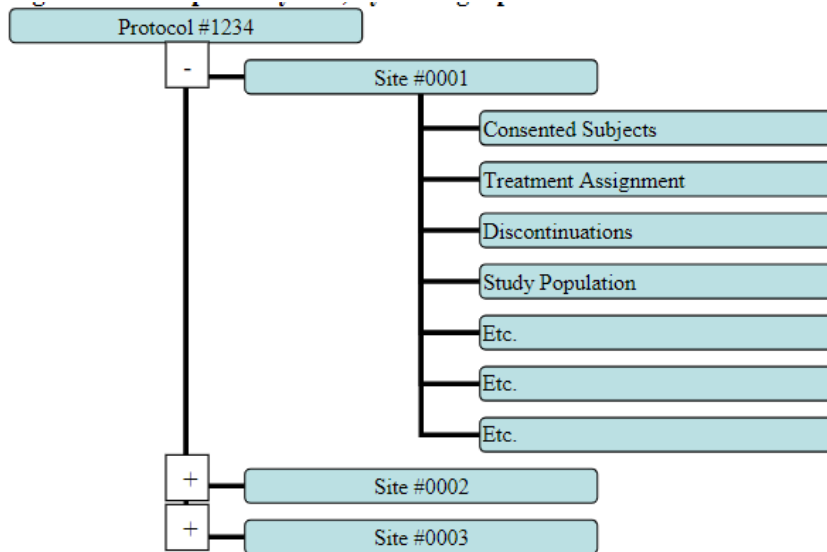 Protocol #1234
-
Site #0001
Consented Subjects
Treatment Assignment
Discontinuations
Study Population
Etc.
Etc.
Etc.
+
Site #0002
+
Site #0003